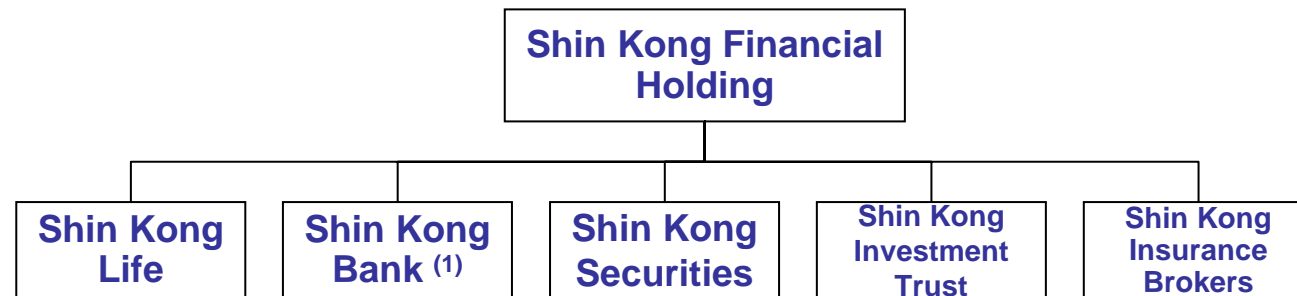 Shin Kong Financial
Holding
Shin Kong
Life
Shin Kong
Bank (1)
Shin Kong
Securities
Shin Kong
Investment
Trust
Shin Kong
Insurance
Brokers